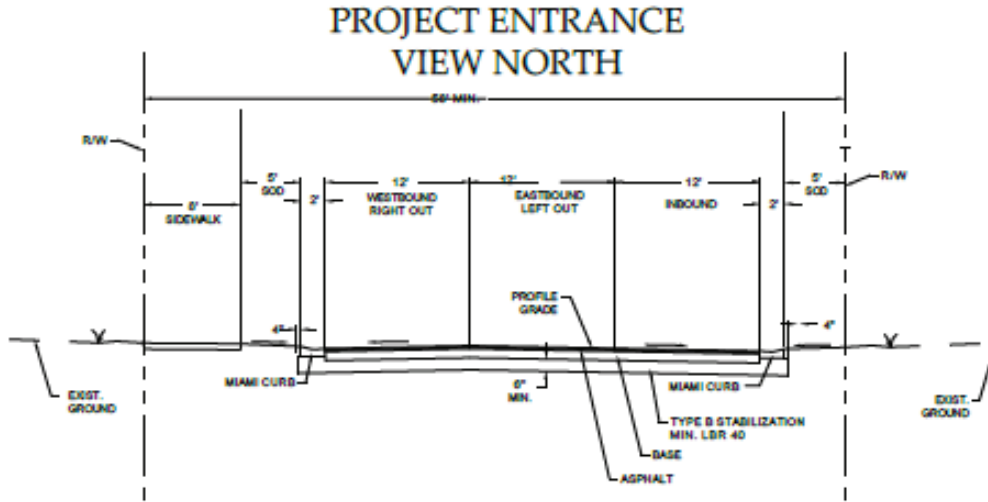 PROJECT ENTRANCE
VIEW NORTH
58' MIN.
R/W
R/W
5'
SOD
2'
12'
WESTBOUND
RIGHT OUT
12'
EASTBOUND
LEFT OUT
12'
INBOUND
2'
5'
SOD
SIDEWALK
PROFILE
GRADE
4"
4"
MIAMI CURB
MIAMI CURB
6"
MIN.
EXIST.
GROUND
EXIST.
GROUND
TYPE B STABILIZATION
MIN. LBR 40
BASE
ASPHALT